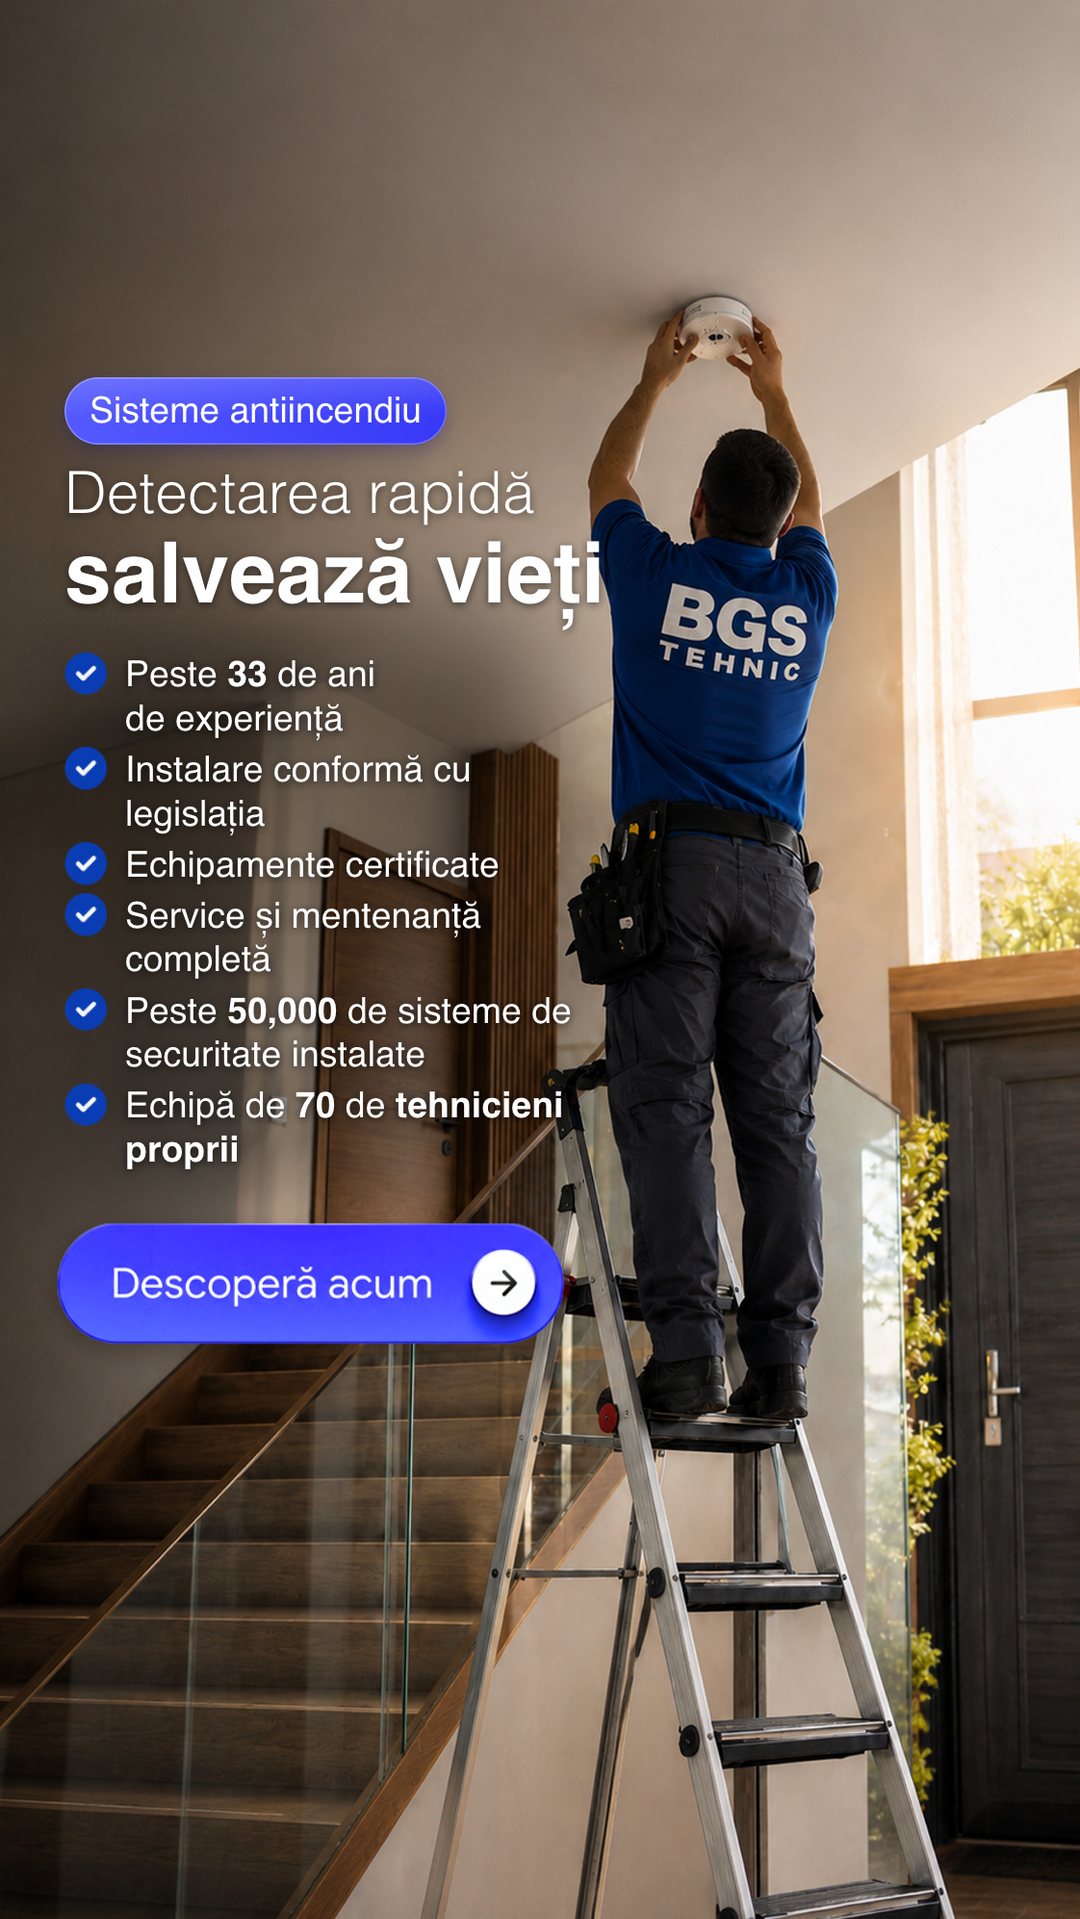 Sisteme antiincendiu
Detectarea rapidă
salvează vieți
BGS
TEHNIC
Peste 33 de ani
de experiență
Instalare conformă cu
legislația
Echipamente certificate
Service și mentenanță
completă
Peste 50,000 de sisteme de
securitate instalate
Echipă de 70 de tehnicieni
proprii
Descoperă acum